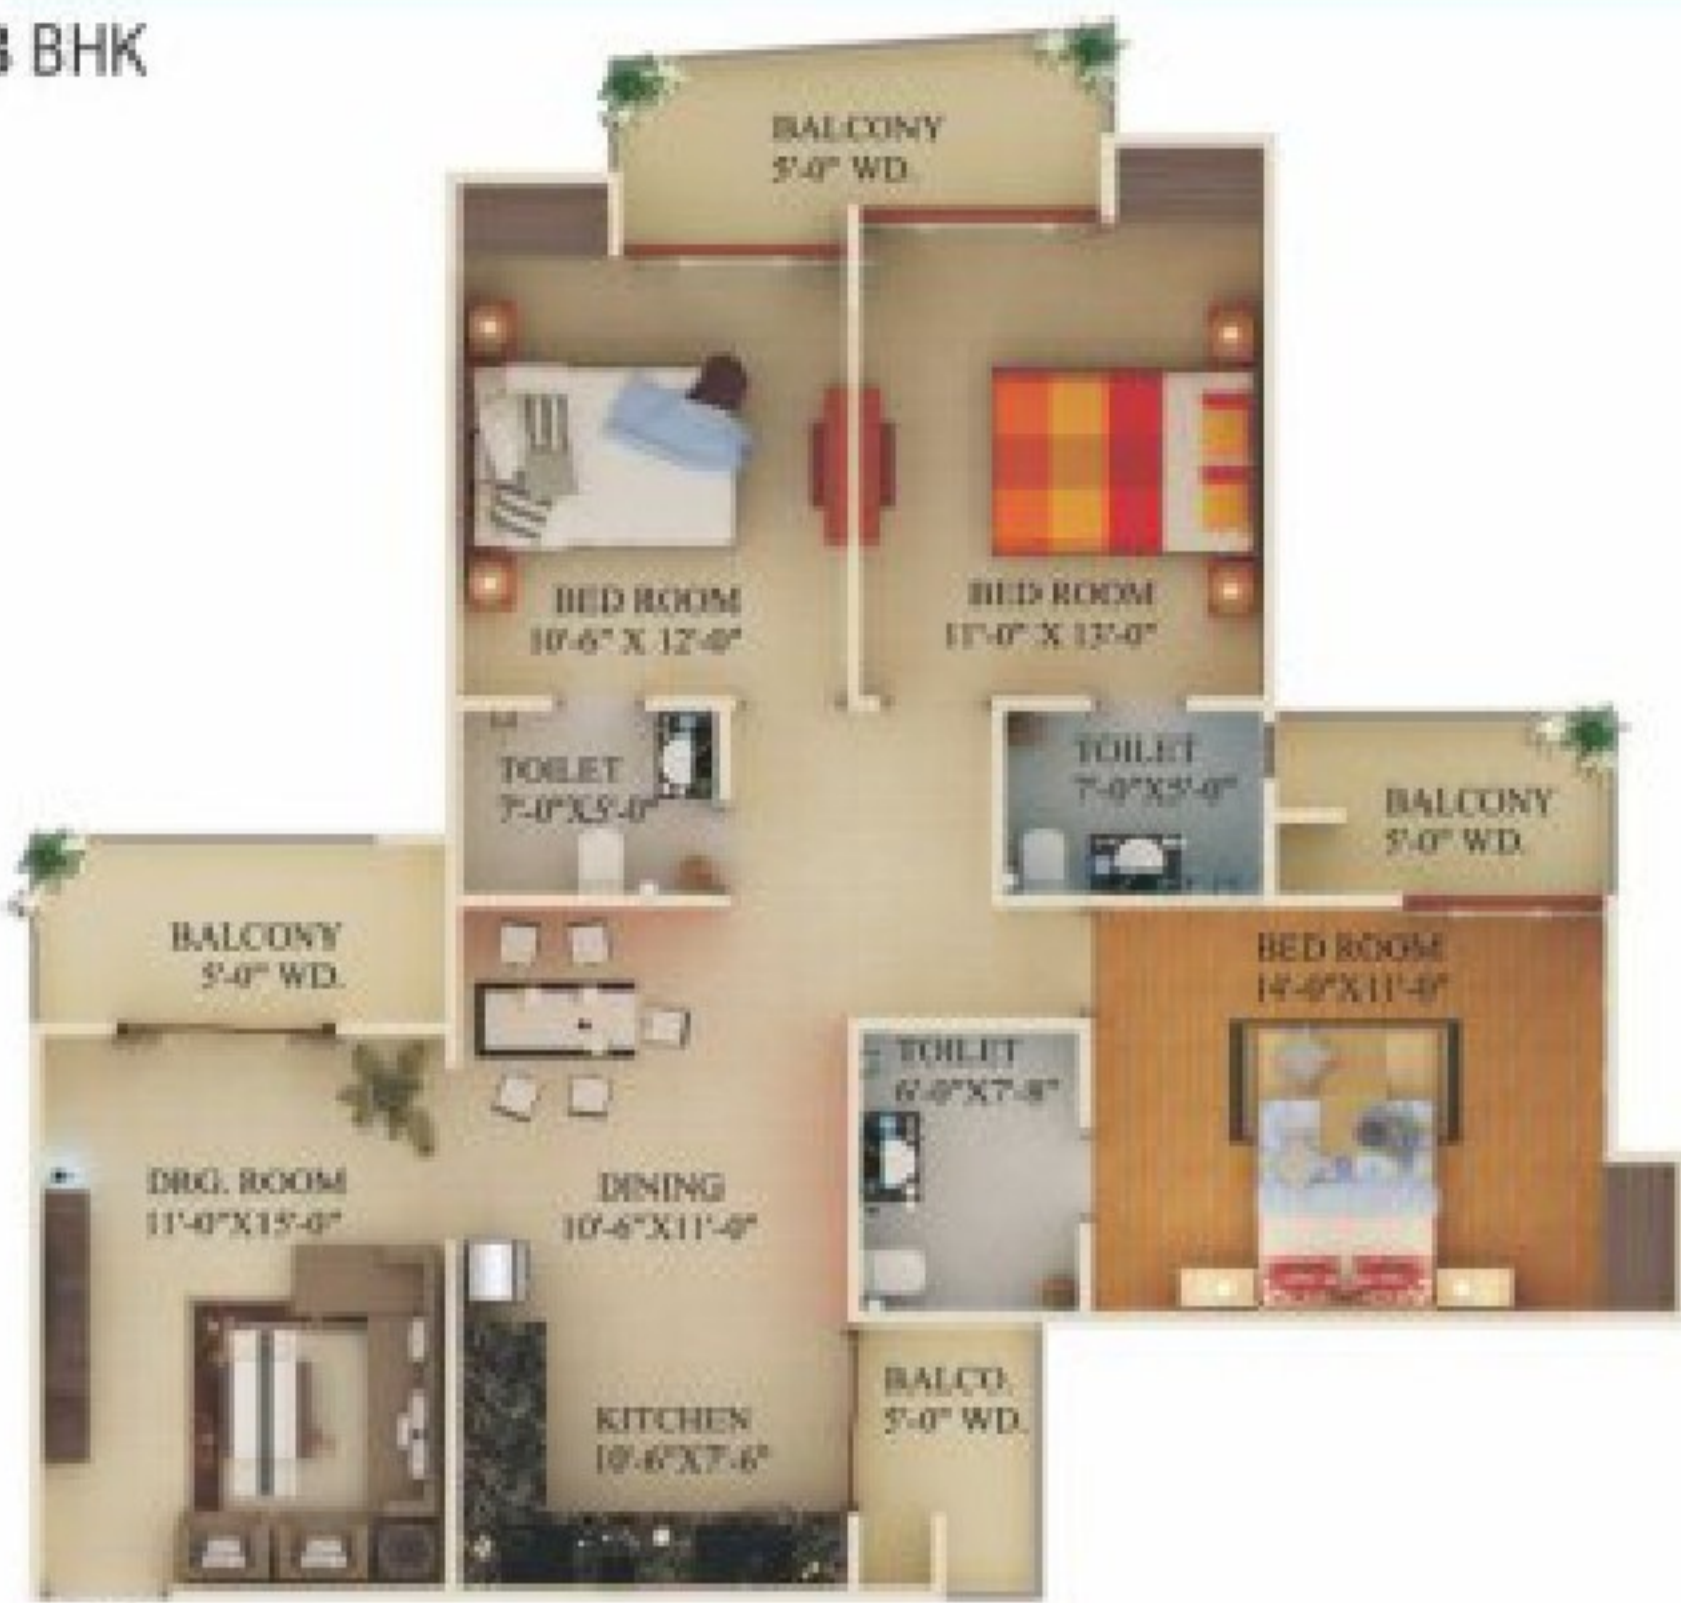 3 BHK
BALCONY
5'-0" WD.
BED ROOM
10'-6" X 12'-0"
BED ROOM
11'-0" X 13'-0"
TOILET
7'-0"X5'-0"
TOILET
7'-0"X5'-0"
BALCONY
5'-0" WD.
BALCONY
5'-0" WD.
BED ROOM
14'-0"X11'-0"
TOILET
6'-0"X7'-8"
DRG. ROOM
11'-0"X15'-0"
DINING
10'-6"X11'-0"
KITCHEN
10'-6"X7'-6"
BALCO.
5'-0" WD.